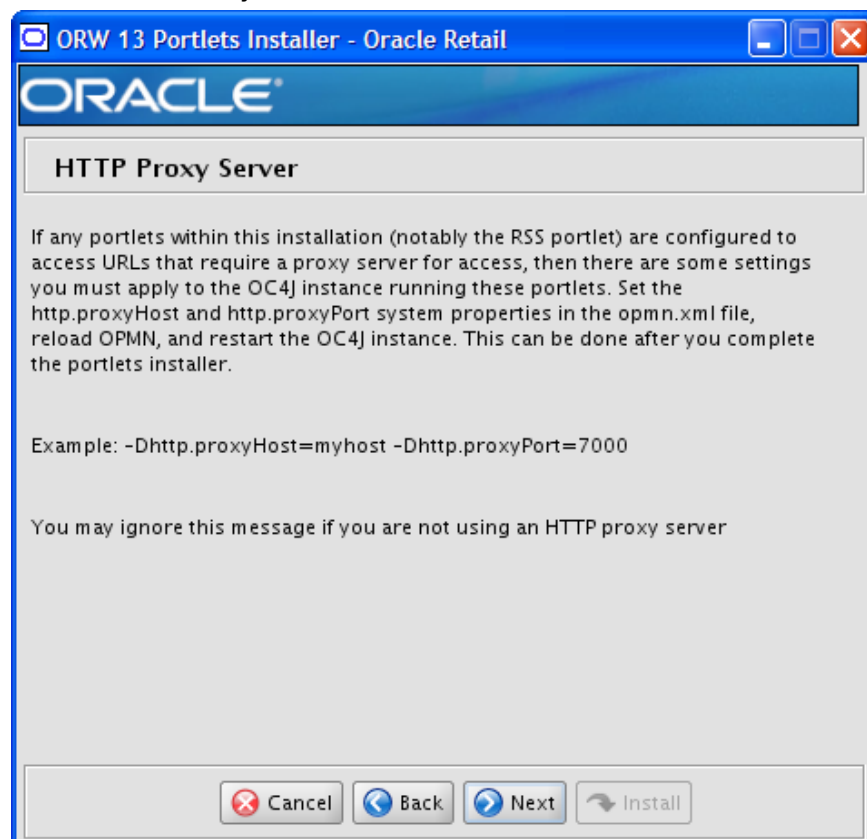 ORW 13 Portlets Installer - Oracle Retail
ORACLE®
HTTP Proxy Server
If any portlets within this installation (notably the RSS portlet) are configured to
access URLs that require a proxy server for access, then there are some settings
you must apply to the OC4J instance running these portlets. Set the
http.proxyHost and http.proxyPort system properties in the opmn.xml file,
reload OPMN, and restart the OC4J instance. This can be done after you complete
the portlets installer.
Example: -Dhttp.proxyHost=myhost -Dhttp.proxyPort=7000
You may ignore this message if you are not using an HTTP proxy server
Cancel Back Next Install